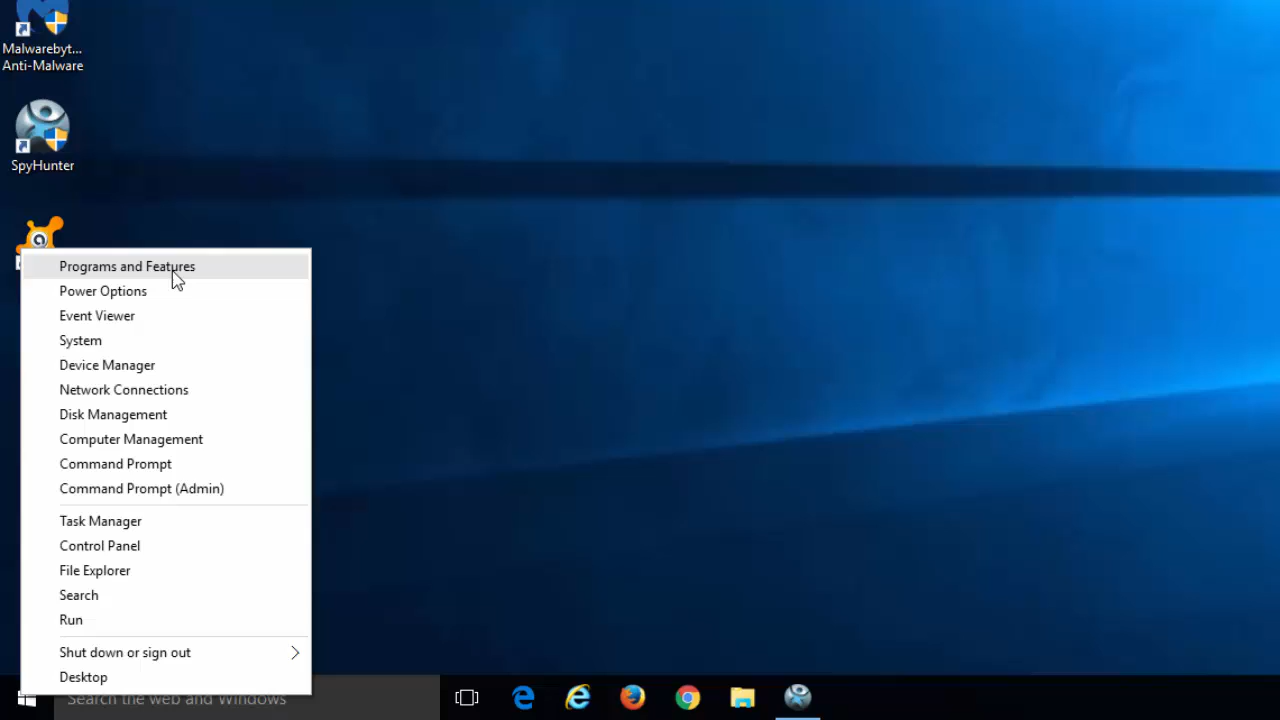 Malwarebyt...
Anti-Malware
SpyHunter
Programs and Features
Power Options
Event Viewer
System
Device Manager
Network Connections
Disk Management
Computer Management
Command Prompt
Command Prompt (Admin)
Task Manager
Control Panel
File Explorer
Search
Run
Shut down or sign out
Desktop
Search the web and Windows